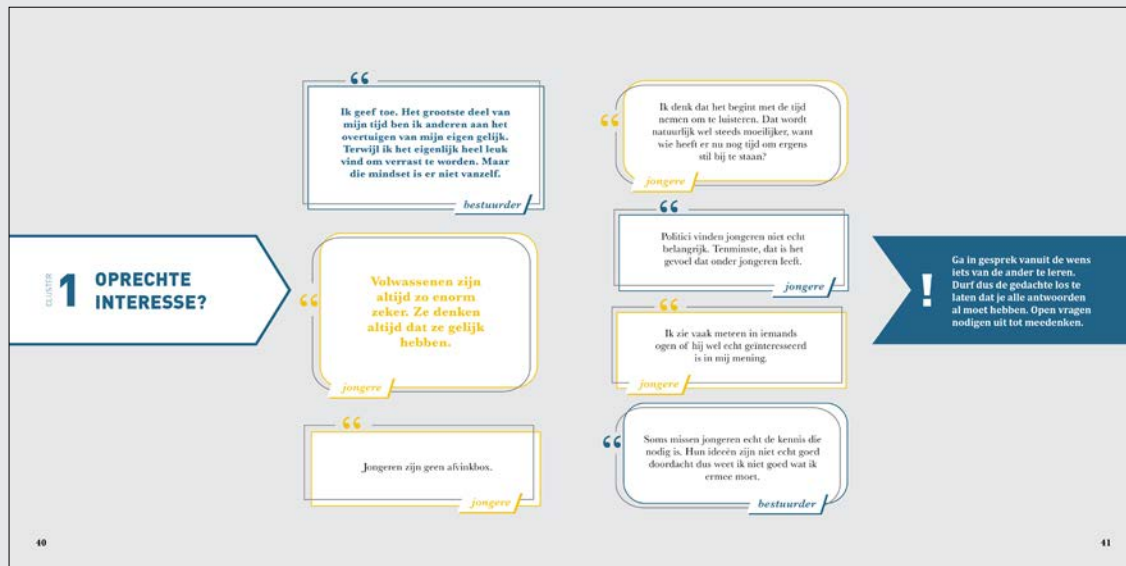 CLUSTER
1
OPRECHTE
INTERESSE?
“
Ik geef toe. Het grootste deel van
mijn tijd ben ik anderen aan het
overtuigen van mijn eigen gelijk.
Terwijl ik het eigenlijk heel leuk
vind om verrast te worden. Maar
die mindset is er niet vanzelf.
bestuurder
“
Volwassenen zijn
altijd zo enorm
zeker. Ze denken
altijd dat ze gelijk
hebben.
jongere
“
Jongeren zijn geen afvinkbox.
jongere
“
Ik denk dat het begint met de tijd
nemen om te luisteren. Dat wordt
natuurlijk wel steeds moeilijker, want
wie heeft er nu nog tijd om ergens
stil bij te staan?
jongere
“
Politici vinden jongeren niet echt
belangrijk. Tenminste, dat is het
gevoel dat onder jongeren leeft.
jongere
“
Ik zie vaak meteen in iemands
ogen of hij wel echt geïnteresseerd
is in mij mening.
jongere
“
Soms missen jongeren echt de kennis die
nodig is. Hun ideeën zijn niet echt goed
doordacht dus weet ik niet goed wat ik
ermee moet.
bestuurder
!
Ga in gesprek vanuit de wens
iets van de ander te leren.
Durf dus de gedachte los te
laten dat je alle antwoorden
al moet hebben. Open vragen
nodigen uit tot meedenken.
40
41